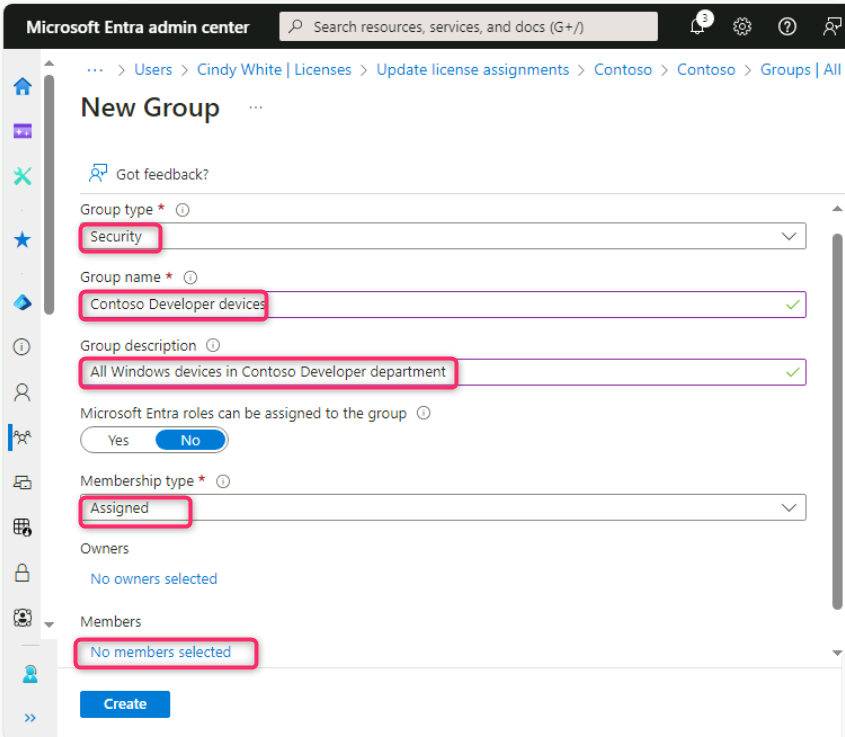 Microsoft Entra admin center
Search resources, services, and docs (G+/)
3
... > Users > Cindy White | Licenses > Update license assignments > Contoso > Contoso > Groups | All
New Group ...
Got feedback?
Group type *
Security
Group name *
Contoso Developer devices
Group description
All Windows devices in Contoso Developer department
Microsoft Entra roles can be assigned to the group
Yes No
Membership type *
Assigned
Owners
No owners selected
Members
No members selected
Create